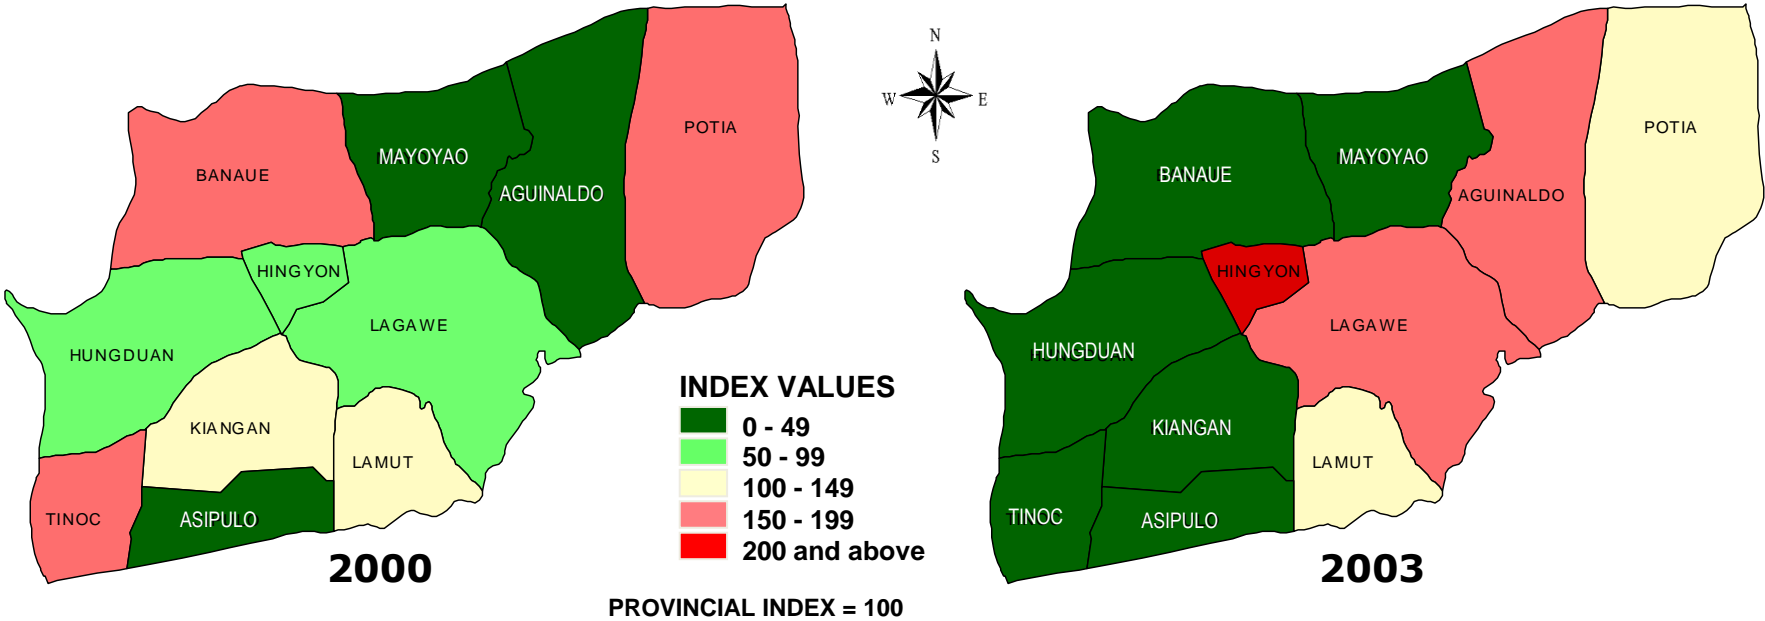 N
W
E
S
POTIA
MAYOYAO
BANAUE
AGUINALDO
HINGYON
LAGAWE
HUNGDUAN
KIANGAN
LAMUT
TINOC
ASIPULO
2000
INDEX VALUES
0 - 49
50 - 99
100 - 149
150 - 199
200 and above
PROVINCIAL INDEX = 100
POTIA
MAYOYAO
BANAUE
AGUINALDO
HINGYON
LAGAWE
HUNGDUAN
KIANGAN
LAMUT
TINOC
ASIPULO
2003